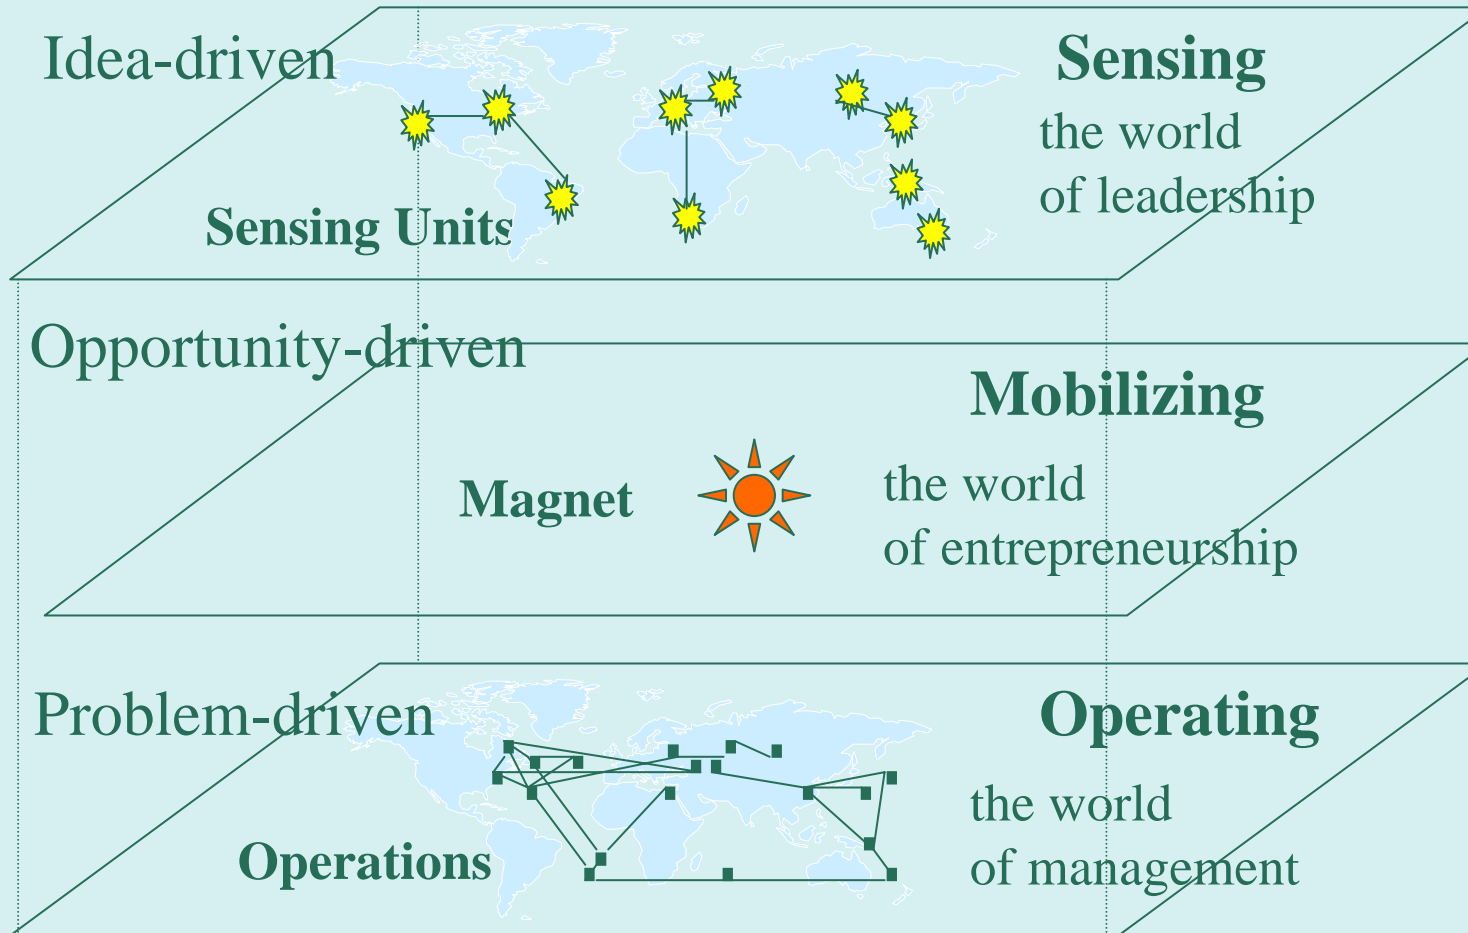 Idea-driven
Sensing
the world
of leadership
Sensing Units
Opportunity-driven
Mobilizing
Magnet
the world
of entrepreneurship
Problem-driven
Operating
the world
of management
Operations